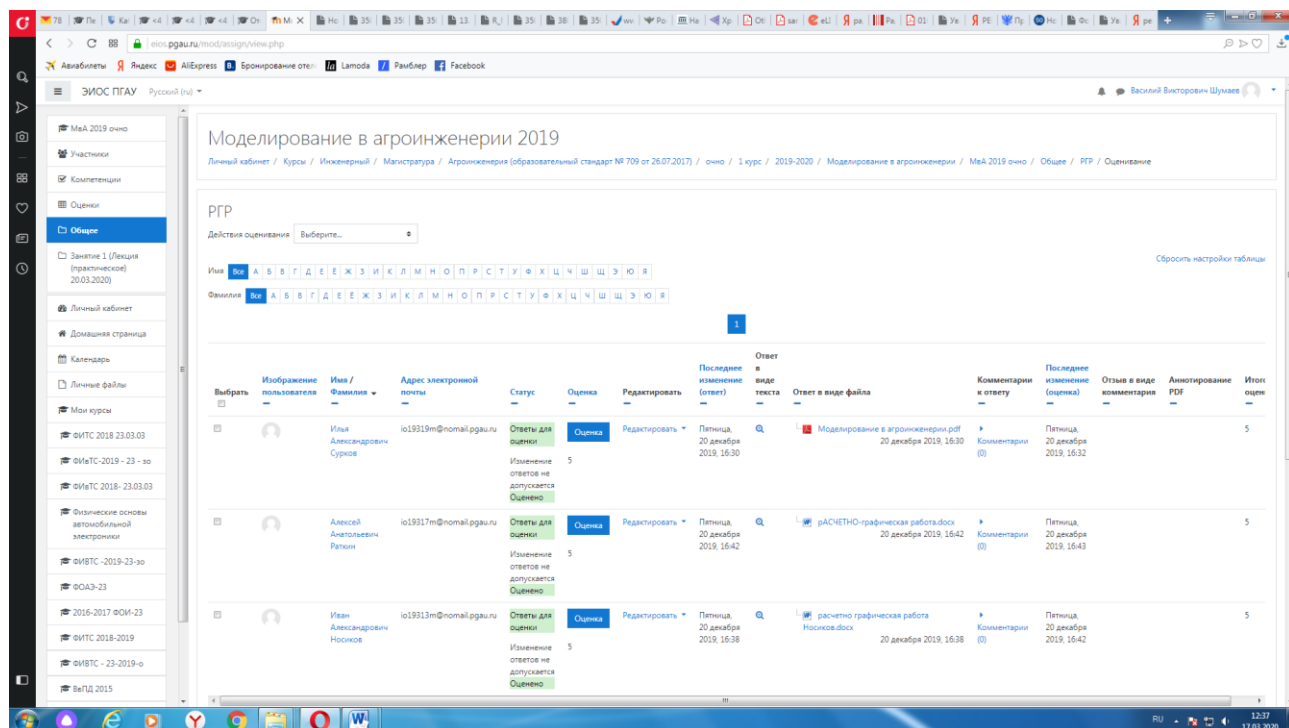 eios.pgau.ru/mod/assign/view.php
Авиабилеты Яндекс AliExpress Бронирование отел Lamoda Рамблер Facebook
ЭИОС ПГАУ Русский (ru)
Василий Викторович Шумаев
МвА 2019 очно
Участники
Компетенции
Оценки
Общее
Занятие 1 (Лекция
(практическое)
20.03.2020)
Личный кабинет
Домашняя страница
Календарь
Личные файлы
Мои курсы
ФИТС 2018 23.03.03
ФИвТС-2019 - 23 - зо
ФИвТС 2018- 23.03.03
Физические основы
автомобильной
электроники
ФИВТС -2019-23-зо
ФОАЭ-23
2016-2017 ФОИ-23
ФИТС 2018-2019
ФИВТС - 23-2019-о
ВвПД 2015
Моделирование в агроинженерии 2019
Личный кабинет / Курсы / Инженерный / Магистратура / Агроинженерия (образовательный стандарт № 709 от 26.07.2017) / очно / 1 курс / 2019-2020 / Моделирование в агроинженерии / МвА 2019 очно / Общее / РГР / Оценивание
РГР
Действия оценивания Выберите...
Сбросить настройки таблицы
Имя Все А Б В Г Д Е Ё Ж З И К Л М Н О П Р С Т У Ф Х Ц Ч Ш Щ Э Ю Я
Фамилия Все А Б В Г Д Е Ё Ж З И К Л М Н О П Р С Т У Ф Х Ц Ч Ш Щ Э Ю Я
1
Выбрать
Изображение
пользователя
Имя /
Фамилия
Адрес электронной
почты
Статус
Оценка
Редактировать
Последнее
изменение
(ответ)
Ответ
в
виде
текста
Ответ в виде файла
Комментарии
к ответу
Последнее
изменение
(оценка)
Отзыв в виде
комментария
Аннотирование
PDF
Итого
оцен
Илья
Александрович
Сурков
io19319m@nomail.pgau.ru
Ответы для
оценки
Изменение
ответов не
допускается
Оценено
Оценка
5
Редактировать
Пятница,
20 декабря
2019, 16:30
Моделирование в агроинженерии.pdf
20 декабря 2019, 16:30
Комментарии
(0)
Пятница,
20 декабря
2019, 16:32
5
Алексей
Анатольевич
Раткин
io19317m@nomail.pgau.ru
Ответы для
оценки
Изменение
ответов не
допускается
Оценено
Оценка
5
Редактировать
Пятница,
20 декабря
2019, 16:42
рАСЧЕТНО-графическая работа.docx
20 декабря 2019, 16:42
Комментарии
(0)
Пятница,
20 декабря
2019, 16:43
5
Иван
Александрович
Носиков
io19313m@nomail.pgau.ru
Ответы для
оценки
Изменение
ответов не
допускается
Оценено
Оценка
5
Редактировать
Пятница,
20 декабря
2019, 16:38
расчетно графическая работа
Носиков.docx
20 декабря 2019, 16:38
Комментарии
(0)
Пятница,
20 декабря
2019, 16:42
5
RU
12:37
17.03.2020